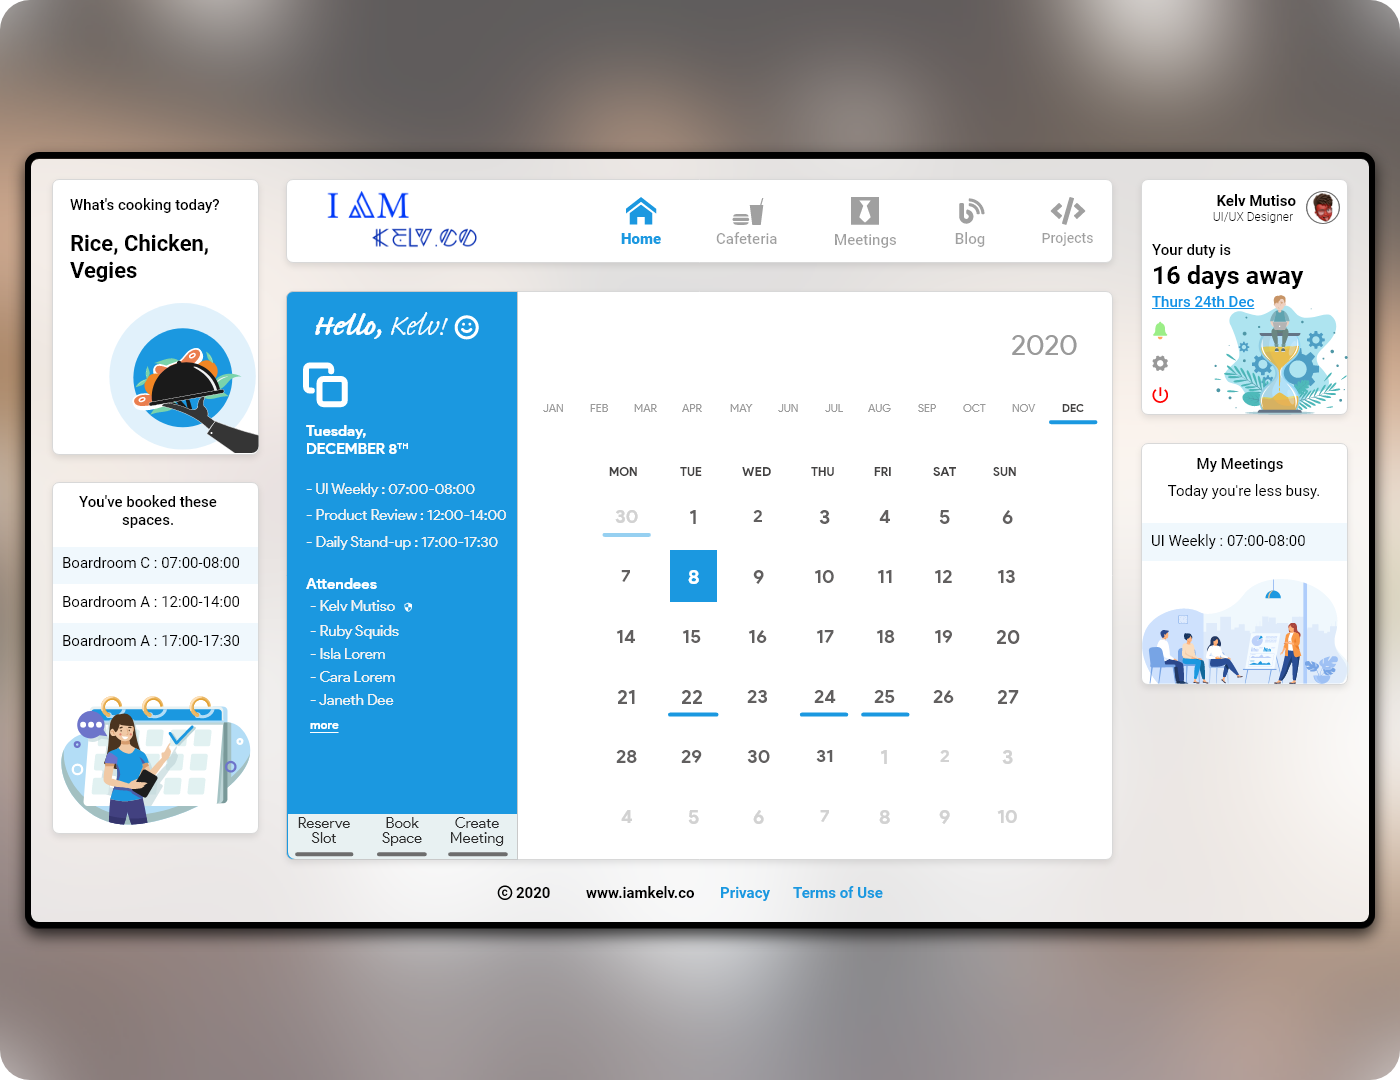 What's cooking today?
Rice, Chicken,
Vegies
You've booked these
spaces.
Boardroom C : 07:00-08:00
Boardroom A : 12:00-14:00
Boardroom A : 17:00-17:30
I AM
KELV.CO
Home
Cafeteria
Meetings
Blog
Projects
Hello, Kelv!
Tuesday,
DECEMBER 8TH
- UI Weekly : 07:00-08:00
- Product Review : 12:00-14:00
- Daily Stand-up : 17:00-17:30
Attendees
- Kelv Mutiso
- Ruby Squids
- Isla Lorem
- Cara Lorem
- Janeth Dee
more
Reserve
Slot
Book
Space
Create
Meeting
2020
JAN FEB MAR APR MAY JUN JUL AUG SEP OCT NOV DEC
MON TUE WED THU FRI SAT SUN
30 1 2 3 4 5 6
7 8 9 10 11 12 13
14 15 16 17 18 19 20
21 22 23 24 25 26 27
28 29 30 31 1 2 3
4 5 6 7 8 9 10
Kelv Mutiso
UI/UX Designer
Your duty is
16 days away
Thurs 24th Dec
My Meetings
Today you're less busy.
UI Weekly : 07:00-08:00
© 2020 www.iamkelv.co Privacy Terms of Use